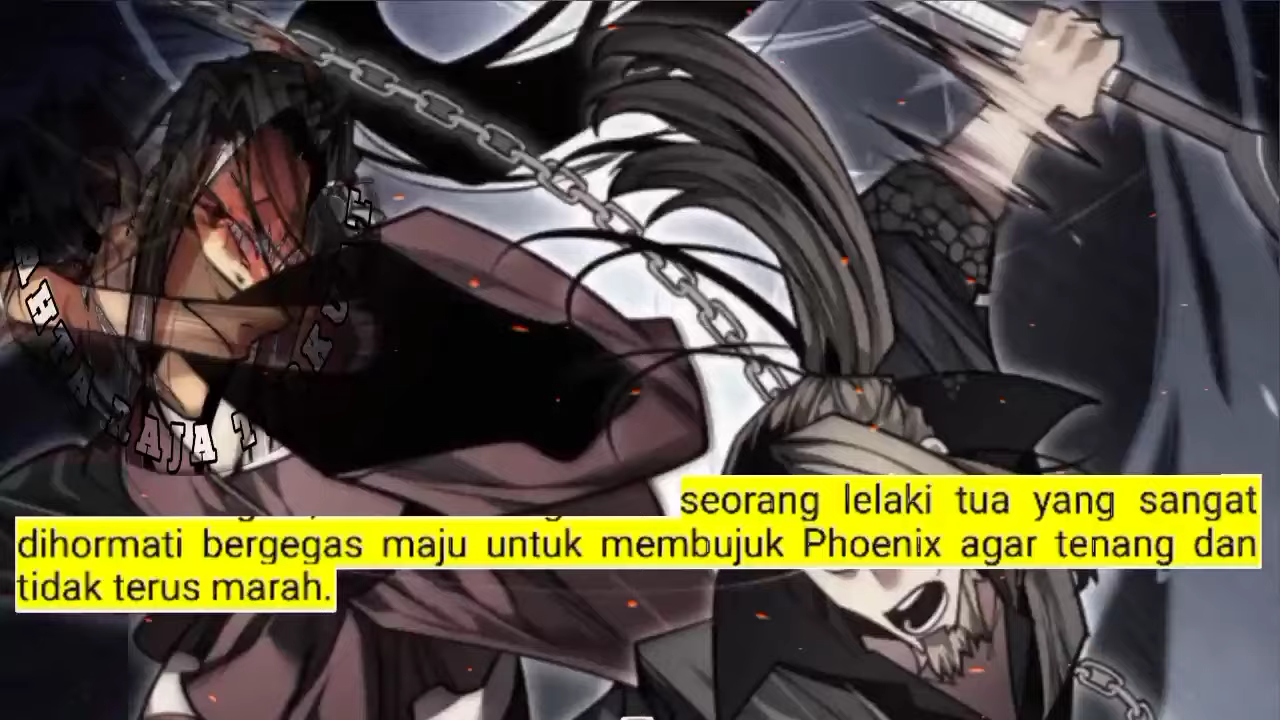 seorang lelaki tua yang sangat
dihormati bergegas maju untuk membujuk Phoenix agar tenang dan
tidak terus marah.